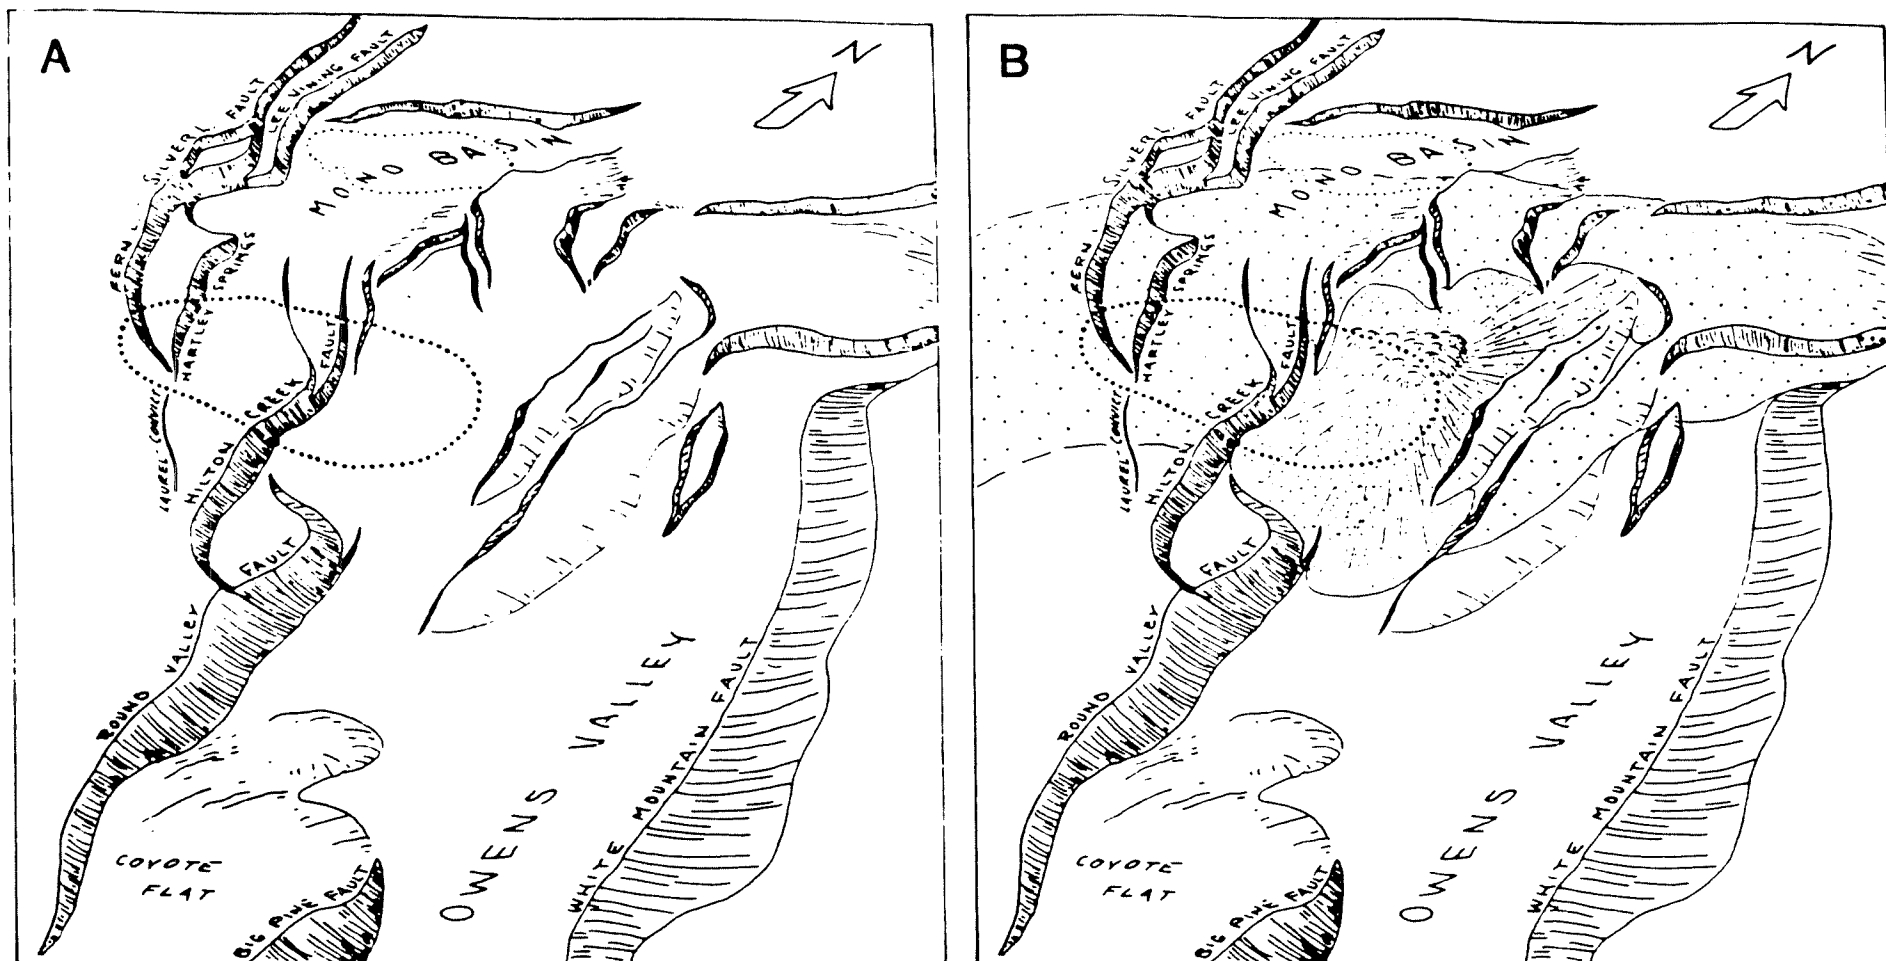 A
N
SILVER L FAULT
LEE VINING FAULT
MONO BASIN
FERN L
HARTLEY SPRINGS
LAUREL-CONVICT
HILTON CREEK FAULT
ROUND VALLEY FAULT
COYOTE
FLAT
BIG PINE FAULT
OWENS VALLEY
WHITE MOUNTAIN FAULT
B
N
SILVER L FAULT
LEE VINING FAULT
MONO BASIN
FERN L
HARTLEY SPRINGS
LAUREL-CONVICT
HILTON CREEK FAULT
ROUND VALLEY FAULT
COYOTE
FLAT
BIG PINE FAULT
OWENS VALLEY
WHITE MOUNTAIN FAULT